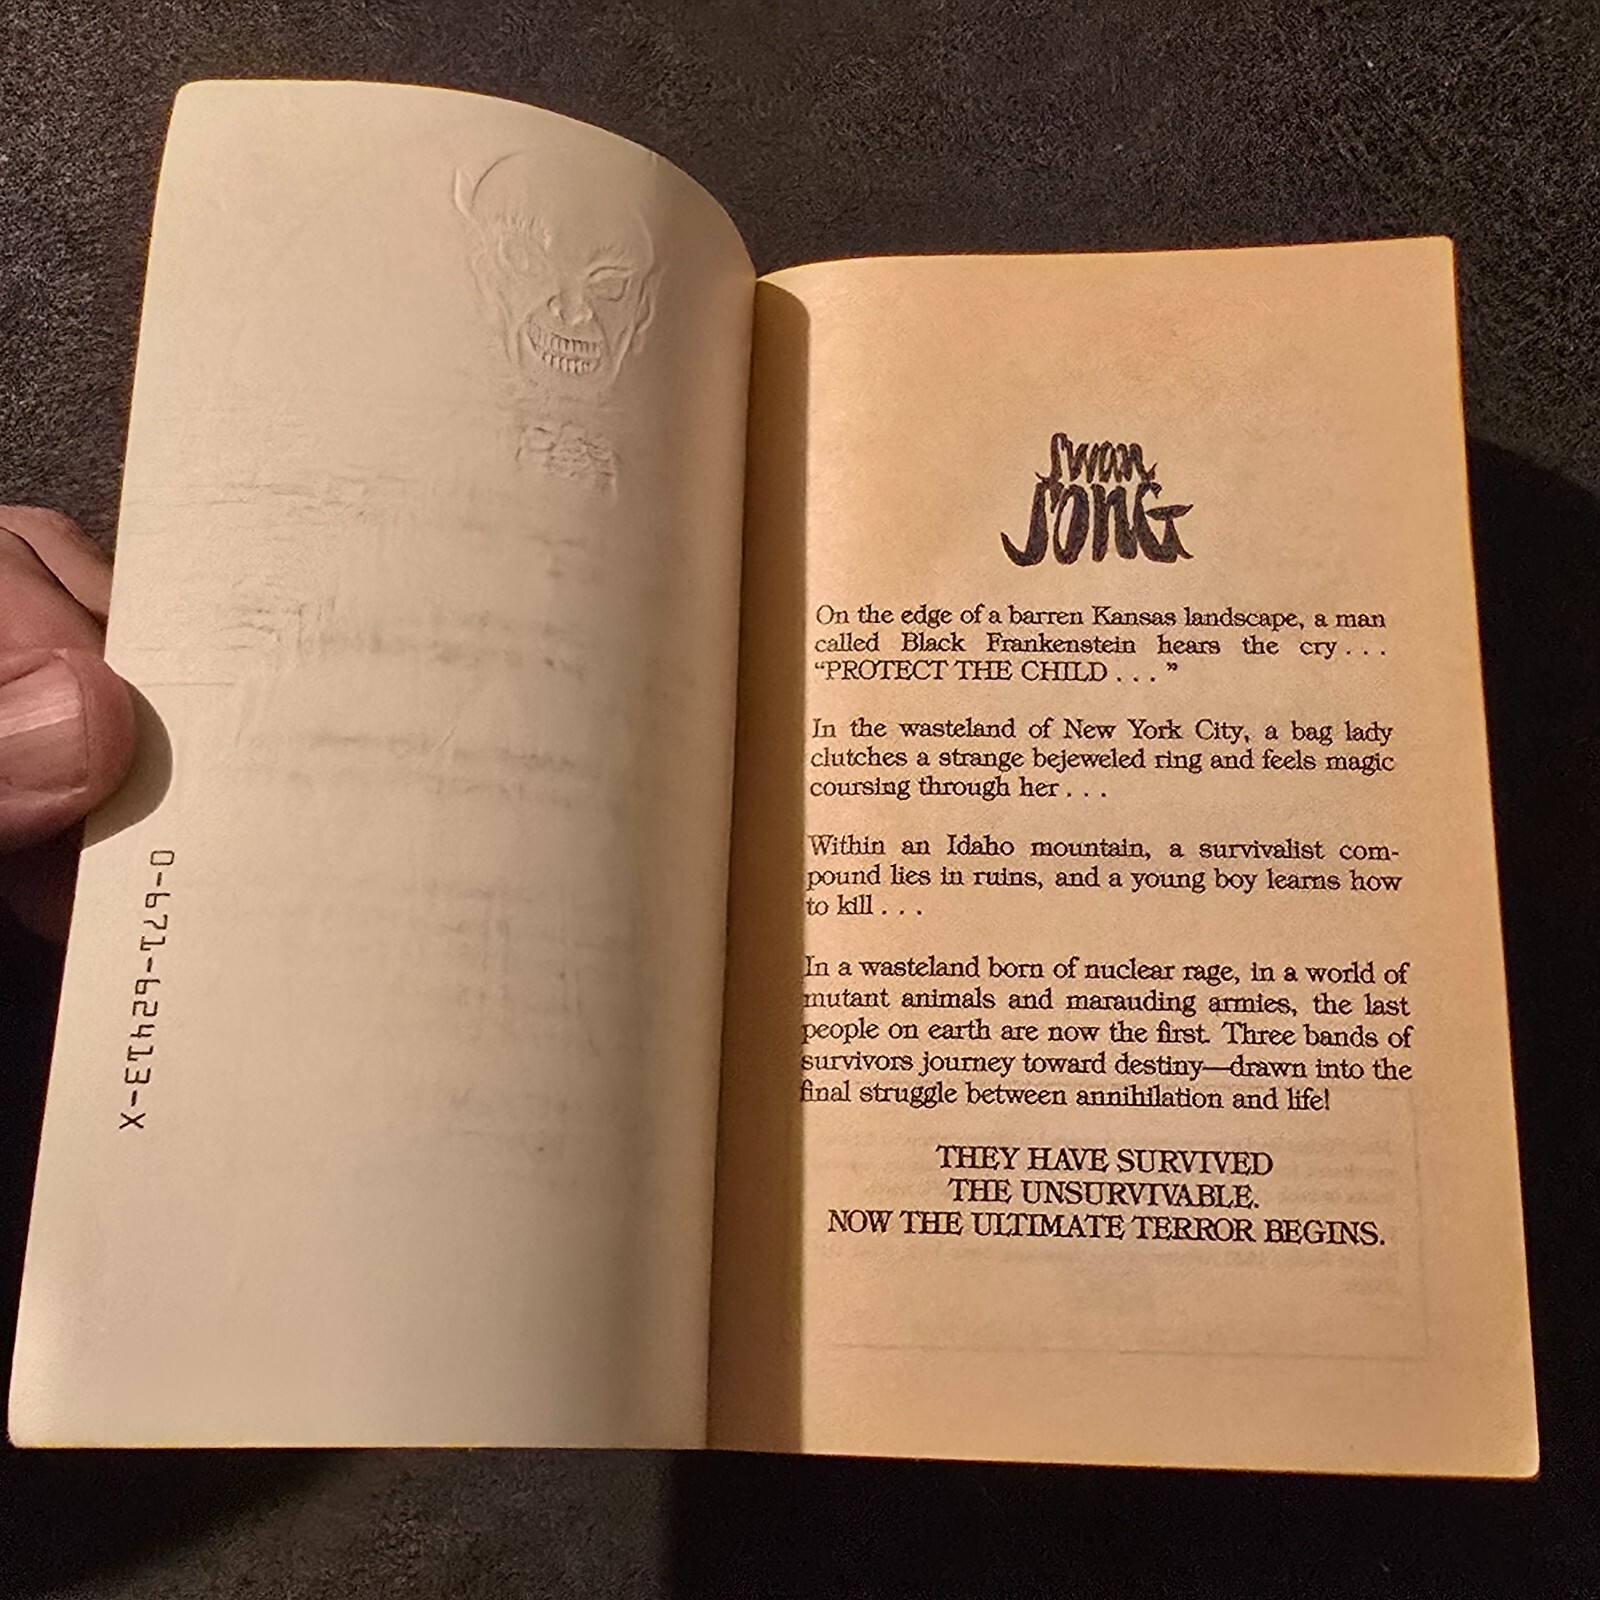 0-671-62413-X
Swan
SONG
On the edge of a barren Kansas landscape, a man
called Black Frankenstein hears the cry . . .
“PROTECT THE CHILD . . . ”
In the wasteland of New York City, a bag lady
clutches a strange bejeweled ring and feels magic
coursing through her . . .
Within an Idaho mountain, a survivalist com-
pound lies in ruins, and a young boy learns how
to kill . . .
In a wasteland born of nuclear rage, in a world of
mutant animals and marauding armies, the last
people on earth are now the first. Three bands of
survivors journey toward destiny—drawn into the
final struggle between annihilation and life!
THEY HAVE SURVIVED
THE UNSURVIVABLE.
NOW THE ULTIMATE TERROR BEGINS.